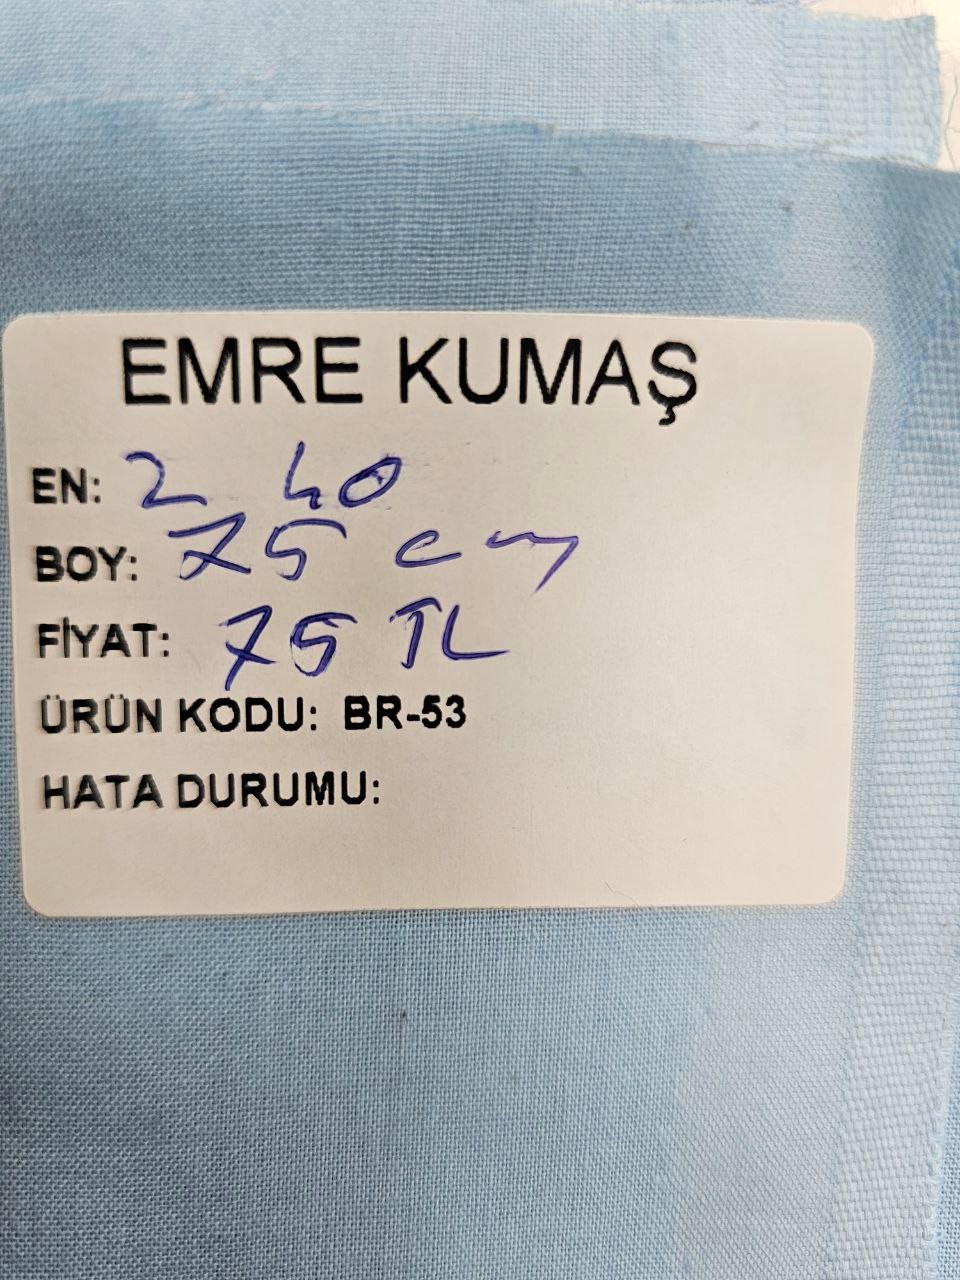 EMRE KUMAŞ
EN: 2 40
BOY: 75 cm
FİYAT: 75 TL
ÜRÜN KODU: BR-53
HATA DURUMU: